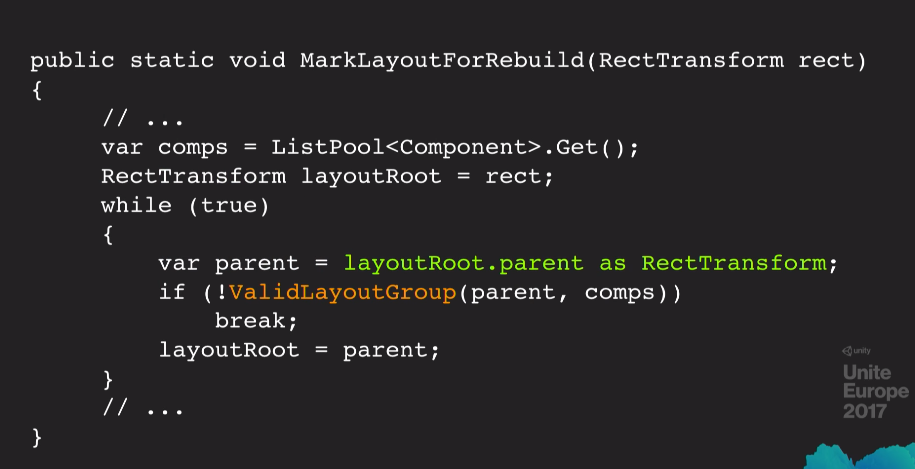 public static void MarkLayoutForRebuild(RectTransform rect)
{
// ...
var comps = ListPool<Component>.Get();
RectTransform layoutRoot = rect;
while (true)
{
var parent = layoutRoot.parent as RectTransform;
if (!ValidLayoutGroup(parent, comps))
break;
layoutRoot = parent;
}
// ...
}
unity
Unite
Europe
2017